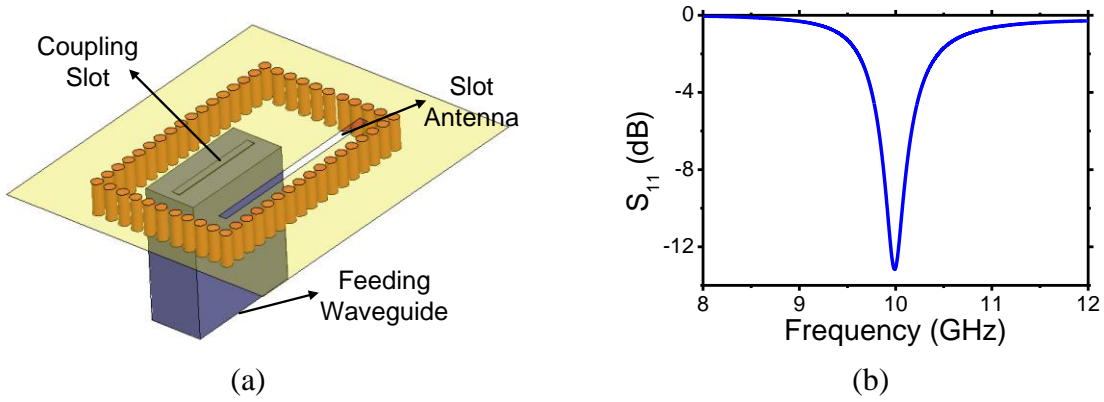 Coupling
Slot
Slot
Antenna
Feeding
Waveguide
(a)
0
-4
-8
-12
S11 (dB)
8
9
10
11
12
Frequency (GHz)
(b)